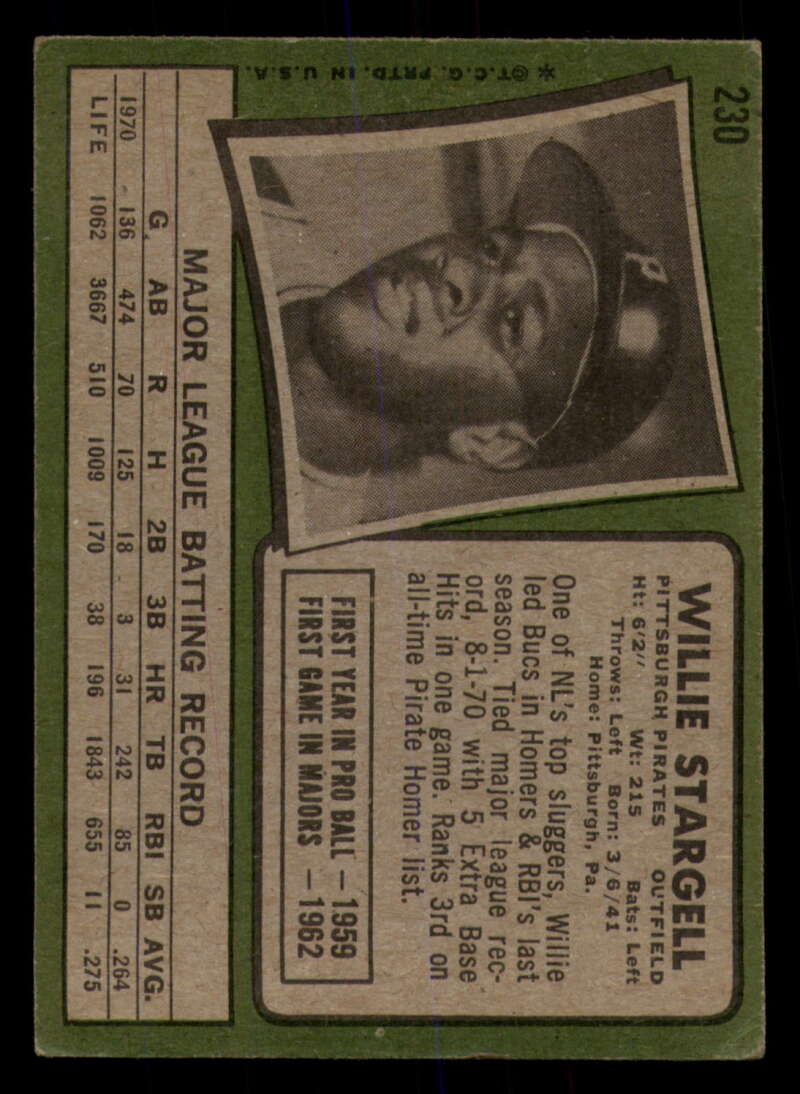 230
WILLIE STARGELL
PITTSBURGH PIRATES OUTFIELD
Ht: 6'2" Wt: 215 Bats: Left
Throws: Left Born: 3/6/41
Home: Pittsburgh, Pa.
One of NL's top sluggers, Willie
led Bucs in Homers & RBI's last
season. Tied major league rec-
ord, 8-1-70 with 5 Extra Base
Hits in one game. Ranks 3rd on
all-time Pirate Homer list.
FIRST YEAR IN PRO BALL — 1959
FIRST GAME IN MAJORS — 1962
P
MAJOR LEAGUE BATTING RECORD
G AB R H 2B 3B HR TB RBI SB AVG.
1970 136 474 70 125 18 3 31 242 85 0 .264
LIFE 1062 3667 510 1009 170 38 196 1843 655 11 .275
* © T.C.G. PRTD. IN U.S.A.